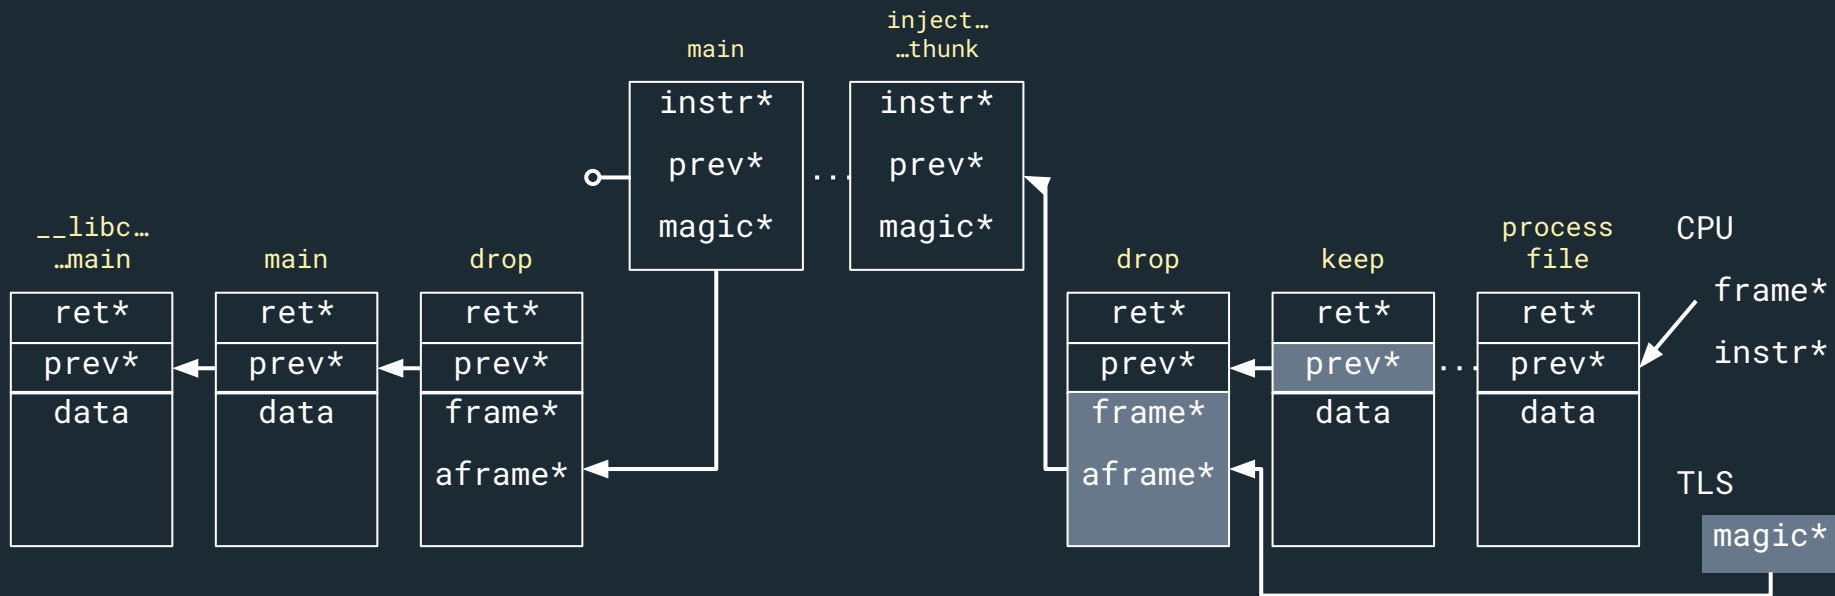 inject…
…thunk
main
instr*
prev*
magic*
instr*
prev*
magic*
__libc…
…main
ret*
prev*
data
main
ret*
prev*
data
drop
ret*
prev*
frame*
aframe*
drop
ret*
prev*
frame*
aframe*
keep
ret*
prev*
data
process
file
ret*
prev*
data
CPU
frame*
instr*
TLS
magic*